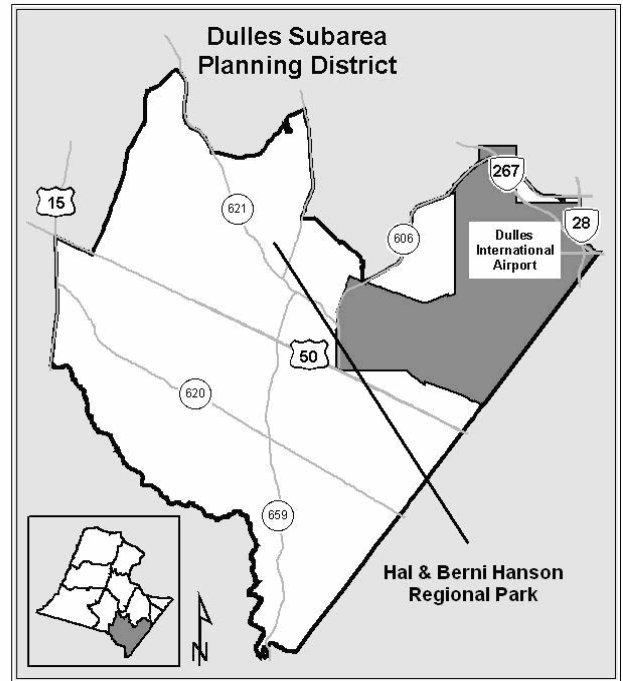 Dulles Subarea
Planning District
267
15
621
28
606
Dulles
International
Airport
50
620
659
Hal & Berni Hanson
Regional Park
N